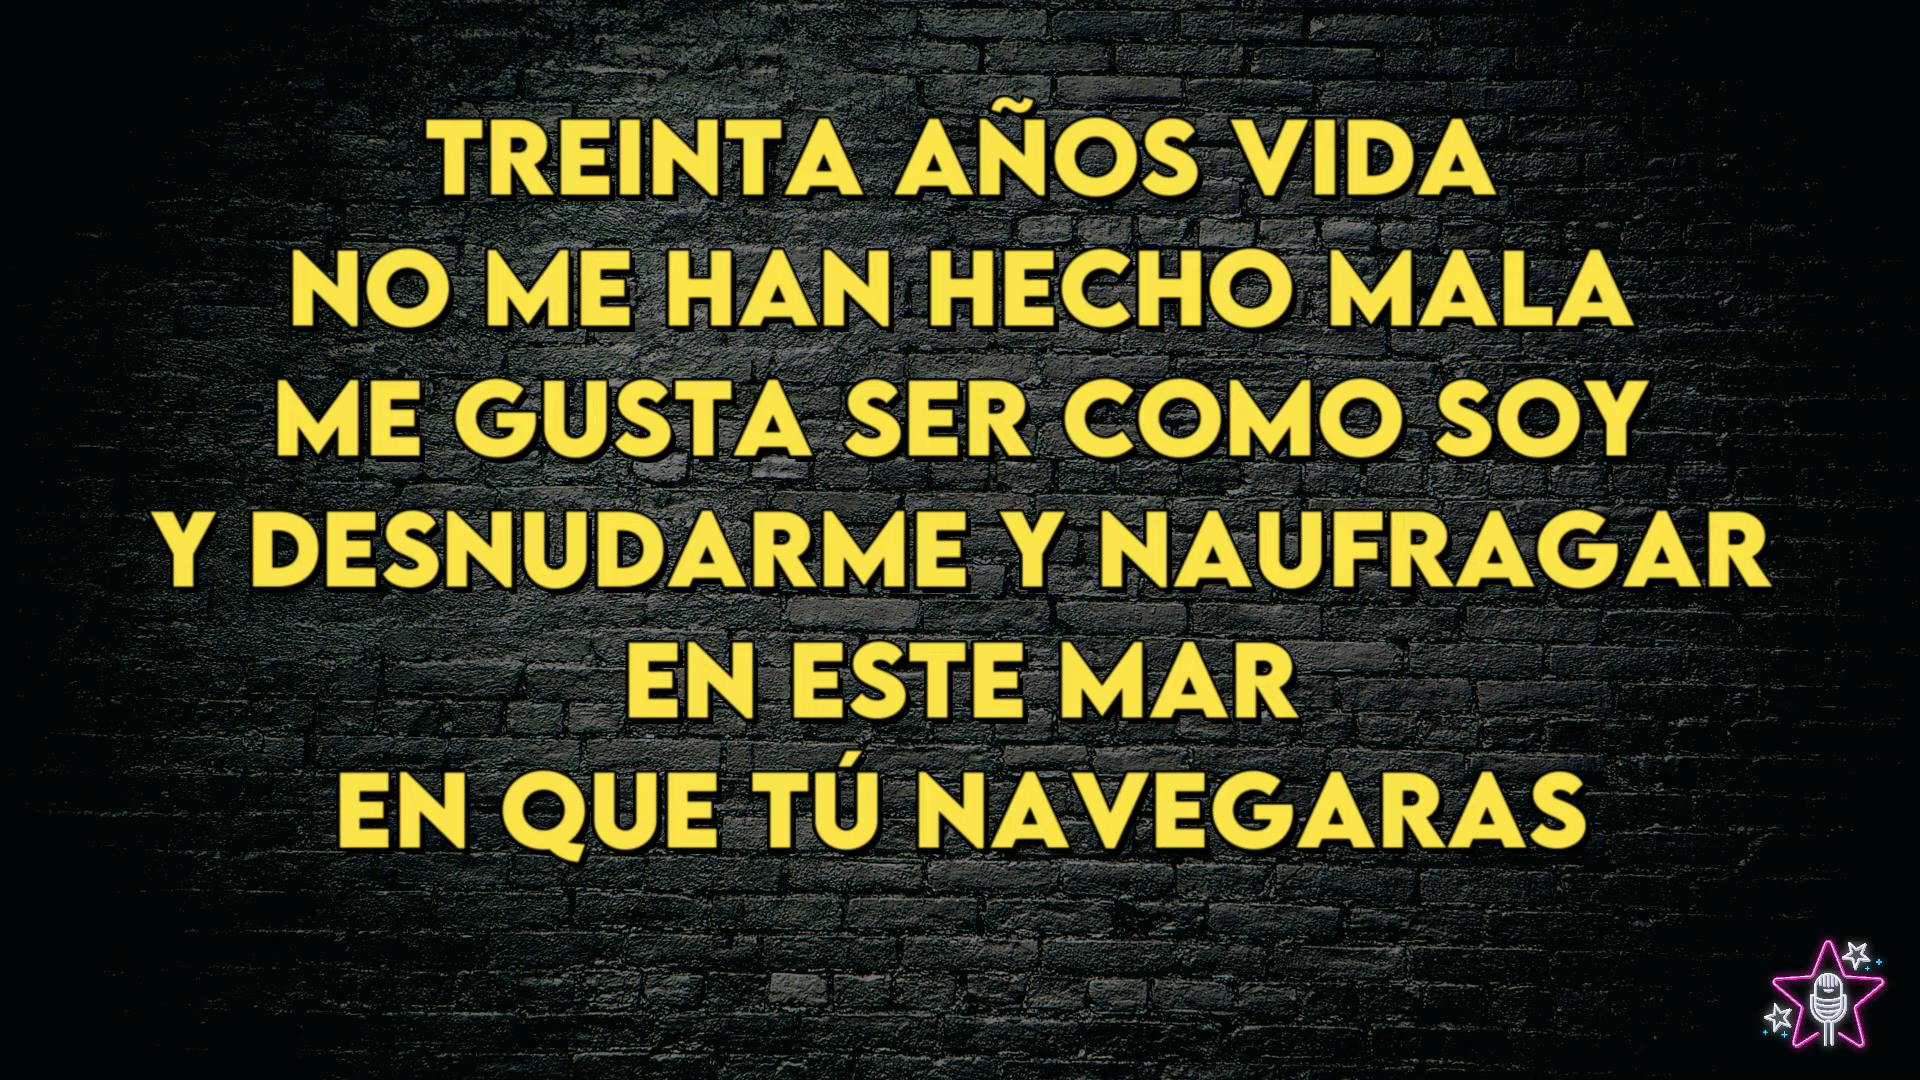 TREINTA AÑOS VIDA
NO ME HAN HECHO MALA
ME GUSTA SER COMO SOY
Y DESNUDARME Y NAUFRAGAR
EN ESTE MAR
EN QUE TÚ NAVEGARAS